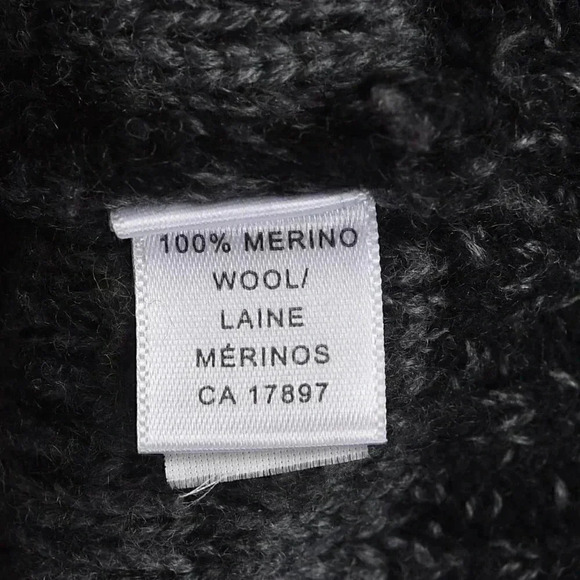 100% MERINO
WOOL/
LAINE
MÉRINOS
CA 17897